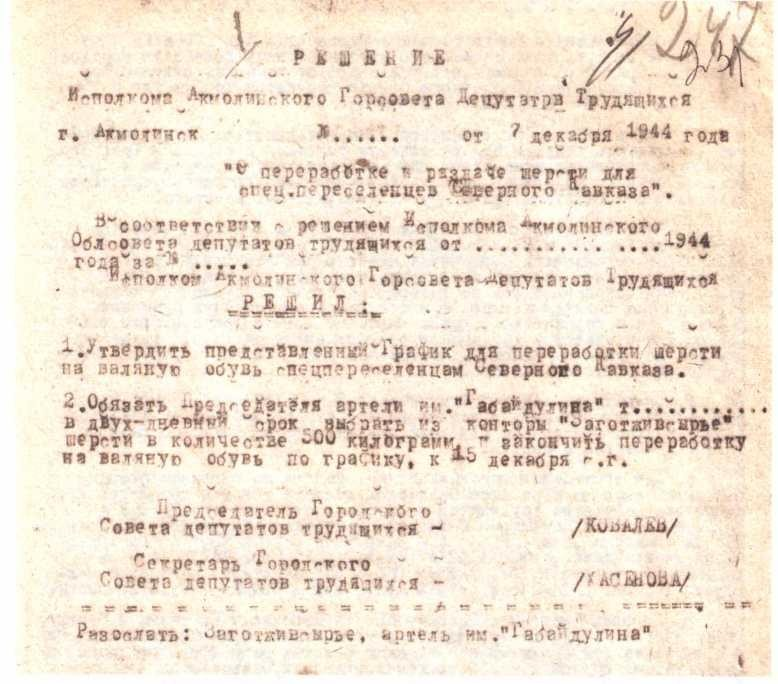 247
РЕШЕНИЕ
Исполкома Акмолинского Горсовета Депутатрв Трудящихся
г. Акмолинск №...... от 7 декабря 1944 года
"О переработке и раздаче шерсти для
спец.переселенцев Северного Кавказа".
В соответствии с решением Исполкома Акмолинского
Облсовета депутатов трудящихся от ............ ....1944
года за № .....
Исполком Акмолинского Горсовета Депутатов Трудящихся
РЕШИЛ:
1.Утвердить представленный График для переработки шерсти
на валяную обувь спецпереселенцам Северного Кавказа.
2.Обязать Председателя артели им."Габайдулина" т.............
в двух-дневный срок выбрать из конторы "Заготживсырье"
шерсти в количестве 500 килограмм, и закончить переработку
на валяную обувь по графику, к 15 декабря с.г.
Председатель Городского
Совета депутатов трудящихся - /КОВАЛЕВ/
Секретарь Городского
Совета депутатов трудящихся - /КАСЕНОВА/
Разослать: Заготживсырье, артель им."Габайдулина"